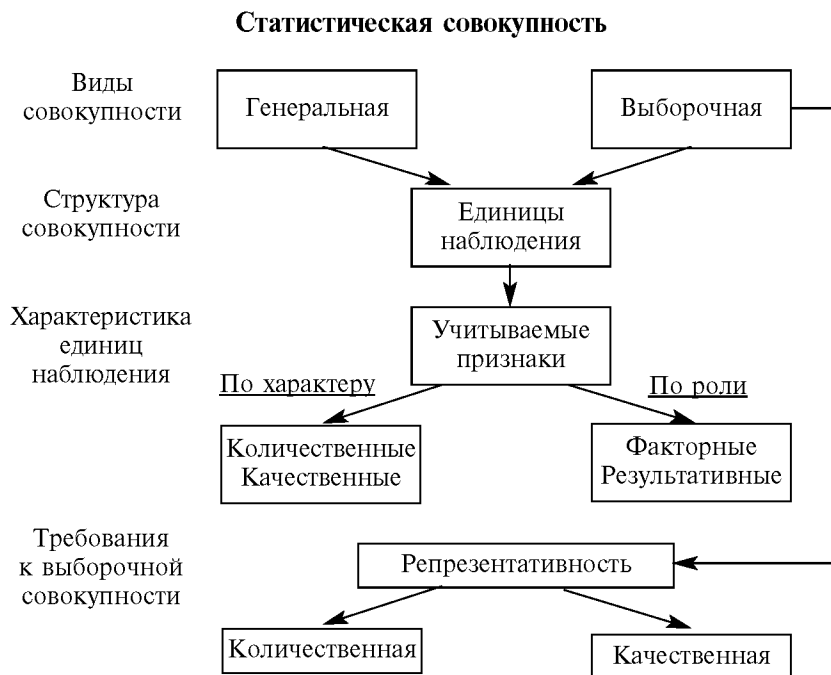 Статистическая совокупность
Виды
совокупности
Генеральная
Выборочная
Структура
совокупности
Единицы
наблюдения
Характеристика
единиц
наблюдения
Учитываемые
признаки
По характеру
По роли
Количественные
Качественные
Факторные
Результативные
Требования
к выборочной
совокупности
Репрезентативность
Количественная
Качественная